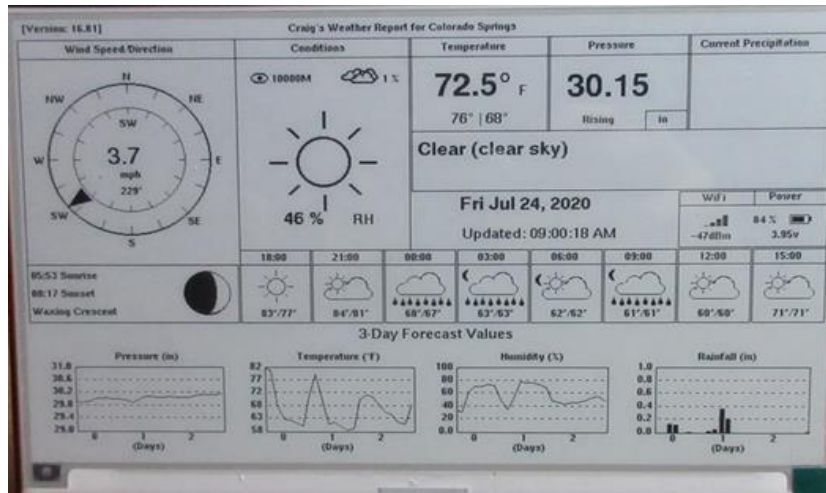 [Version: 16.81]
Craig's Weather Report for Colorado Springs
Wind Speed/Direction
Conditions
Temperature
Pressure
Current Precipitation
N
NE
E
SE
S
SW
W
NW
SW
3.7
mph
229°
10000M
1 %
46 % RH
72.5° F
76° | 68°
30.15
Rising
in
Clear (clear sky)
Fri Jul 24, 2020
Updated: 09:00:18 AM
WiFi
Power
-47dBm
84%
3.95v
05:53 Sunrise
08:17 Sunset
Waxing Crescent
18:00 21:00 00:00 03:00 06:00 09:00 12:00 15:00
83°/77° 84°/81° 68°/67° 63°/63° 62°/62° 61°/61° 60°/60° 71°/71°
3-Day Forecast Values
Pressure (in)
31.0
30.6
30.2
29.8
29.4
29.0
0 1 2
(Days)
Temperature (°F)
82
77
72
68
63
58
0 1 2
(Days)
Humidity (%)
100
80
60
40
20
0.0
0 1 2
(Days)
Rainfall (in)
1.0
0.8
0.6
0.4
0.2
0.0
0 1 2
(Days)